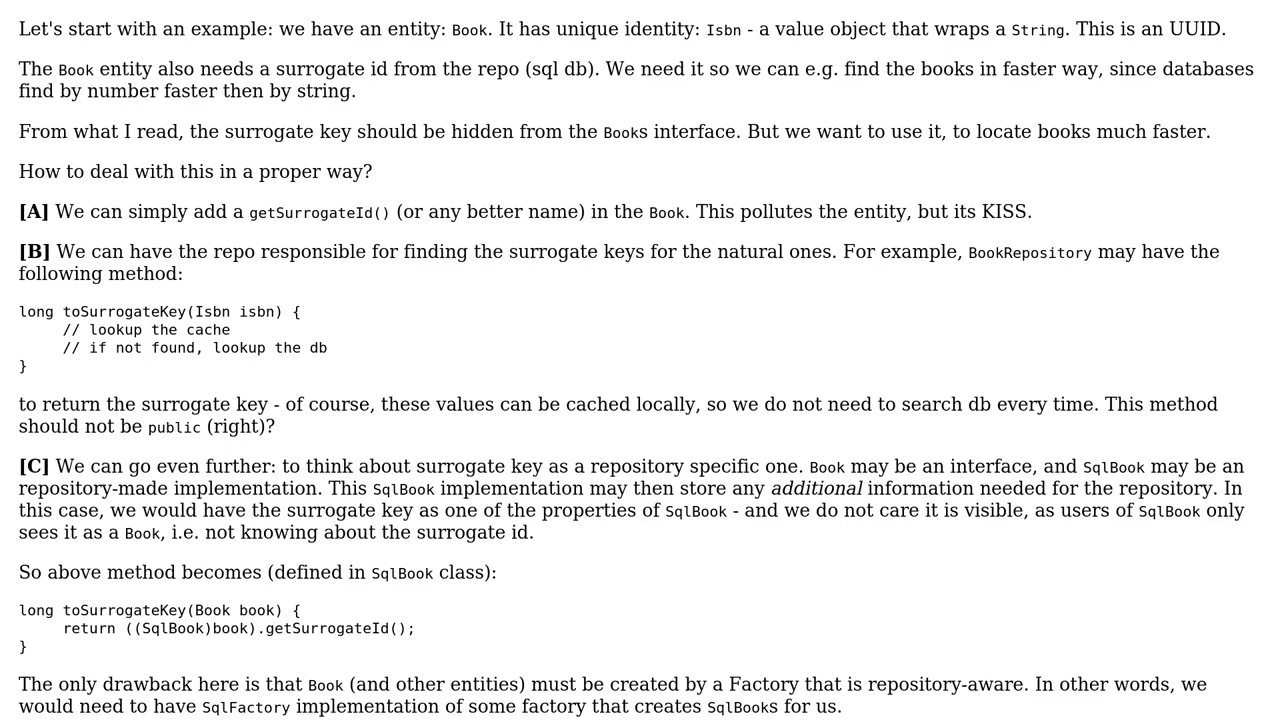 Let's start with an example: we have an entity: Book. It has unique identity: Isbn - a value object that wraps a String. This is an UUID.
The Book entity also needs a surrogate id from the repo (sql db). We need it so we can e.g. find the books in faster way, since databases
find by number faster then by string.
From what I read, the surrogate key should be hidden from the Books interface. But we want to use it, to locate books much faster.
How to deal with this in a proper way?
[A] We can simply add a getSurrogateId() (or any better name) in the Book. This pollutes the entity, but its KISS.
[B] We can have the repo responsible for finding the surrogate keys for the natural ones. For example, BookRepository may have the
following method:
long toSurrogateKey(Isbn isbn) {
     // lookup the cache
     // if not found, lookup the db
}
to return the surrogate key - of course, these values can be cached locally, so we do not need to search db every time. This method
should not be public (right)?
[C] We can go even further: to think about surrogate key as a repository specific one. Book may be an interface, and SqlBook may be an
repository-made implementation. This SqlBook implementation may then store any additional information needed for the repository. In
this case, we would have the surrogate key as one of the properties of SqlBook - and we do not care it is visible, as users of SqlBook only
sees it as a Book, i.e. not knowing about the surrogate id.
So above method becomes (defined in SqlBook class):
long toSurrogateKey(Book book) {
     return ((SqlBook)book).getSurrogateId();
}
The only drawback here is that Book (and other entities) must be created by a Factory that is repository-aware. In other words, we
would need to have SqlFactory implementation of some factory that creates SqlBooks for us.